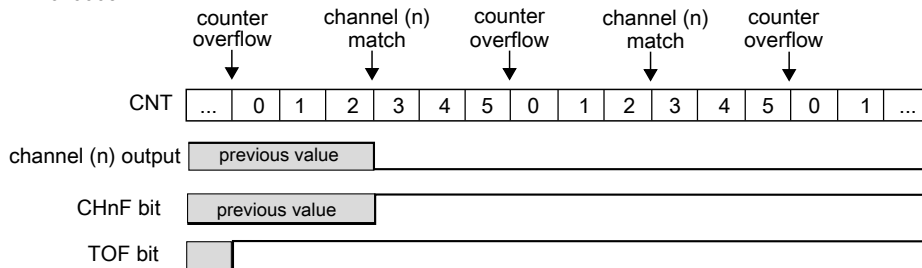 counter overflow channel (n) match counter overflow channel (n) match counter overflow
CNT ... 0 1 2 3 4 5 0 1 2 3 4 5 0 1 ...
channel (n) output previous value
CHnF bit previous value
TOF bit